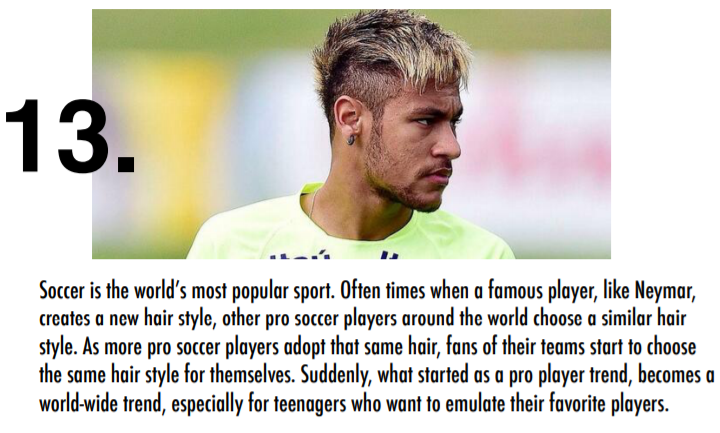 13.
Soccer is the world's most popular sport. Often times when a famous player, like Neymar,
creates a new hair style, other pro soccer players around the world choose a similar hair
style. As more pro soccer players adopt that same hair, fans of their teams start to choose
the same hair style for themselves. Suddenly, what started as a pro player trend, becomes a
world-wide trend, especially for teenagers who want to emulate their favorite players.